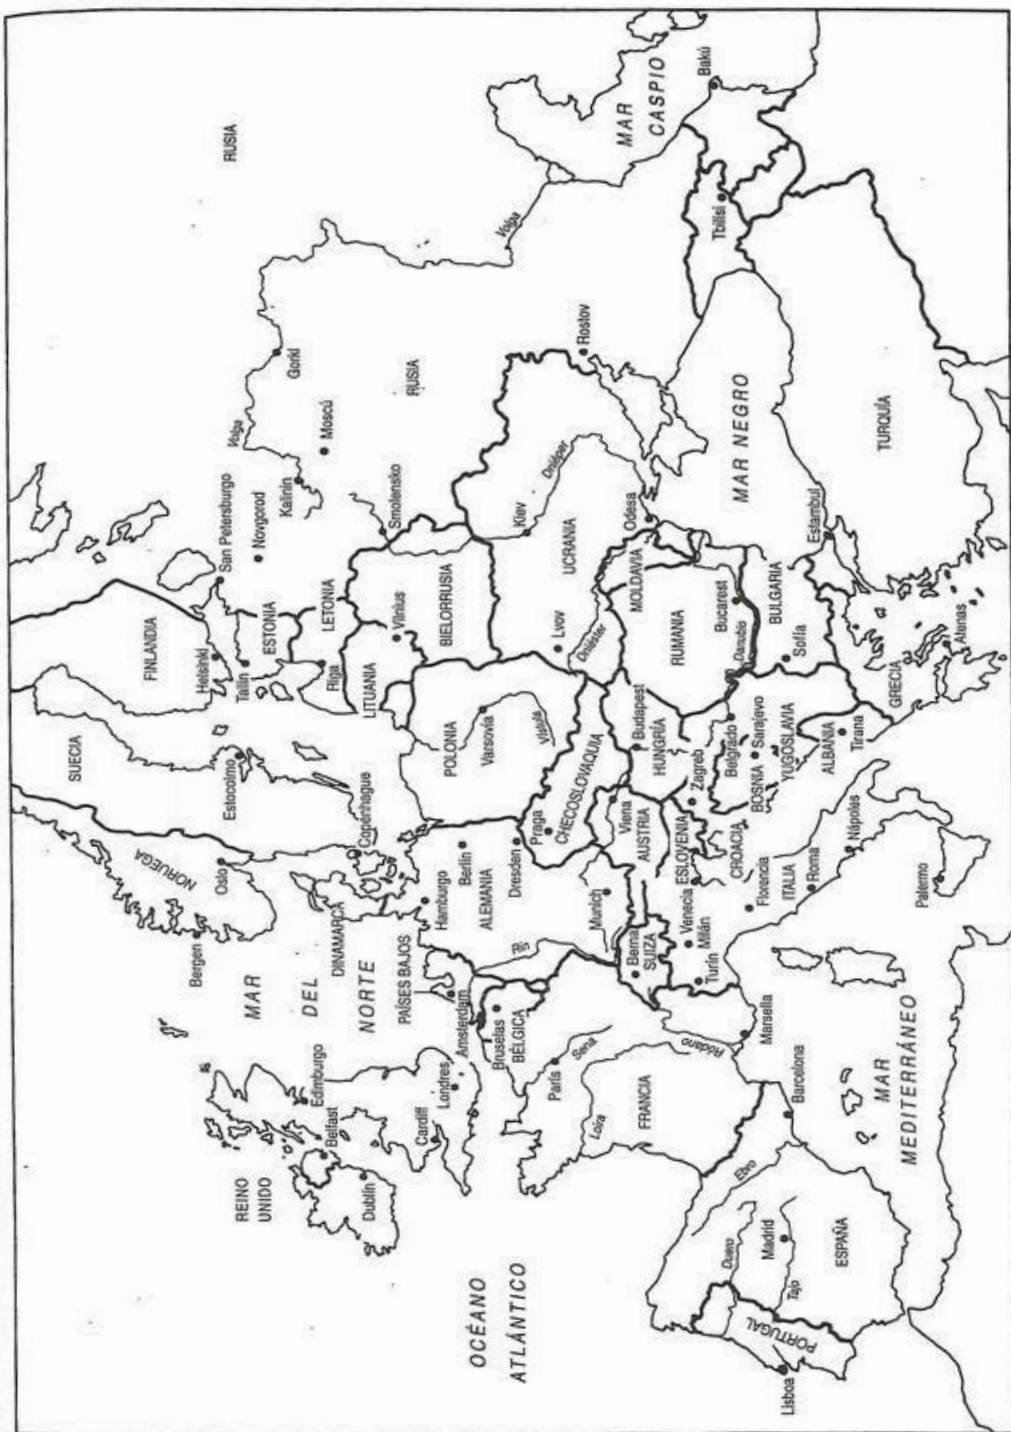 RUSIA
MAR
CASPIO
Bakú
Volga
Tbilisi
Gorki
Moscú
RUSIA
Rostov
Volga
Kalinin
Smolensko
San Petersburgo
Novgorod
Dniéper
Kiev
UCRANIA
Odesa
MAR NEGRO
TURQUÍA
Estambul
FINLANDIA
Helsinki
Tallin
ESTONIA
LETONIA
Riga
LITUANIA
Vilnius
BIELORRUSIA
Lvov
Dniéster
MOLDAVIA
RUMANIA
Bucarest
Danubio
BULGARIA
Sofía
GRECIA
Atenas
SUECIA
Estocolmo
POLONIA
Varsovia
Vístula
CHECOSLOVAQUIA
Praga
Budapest
HUNGRÍA
Belgrado
Zagreb
Sarajevo
BOSNIA
YUGOSLAVIA
ALBANIA
Tirana
NORUEGA
Oslo
Bergen
Copenhague
DINAMARCA
Hamburgo
Berlín
ALEMANIA
Dresden
Munich
Viena
AUSTRIA
ESLOVENIA
CROACIA
Venecia
Milán
Turín
Florencia
ITALIA
Roma
Nápoles
Palermo
MAR
DEL
NORTE
PAÍSES BAJOS
Amsterdam
Bruselas
BÉLGICA
Berna
SUIZA
REINO
UNIDO
Edimburgo
Belfast
Dublín
Cardiff
Londres
París
Sena
Loira
FRANCIA
Ródano
Marsella
Barcelona
MAR
MEDITERRÁNEO
OCÉANO
ATLÁNTICO
Ebro
Duero
Madrid
Tajo
ESPAÑA
PORTUGAL
Lisboa